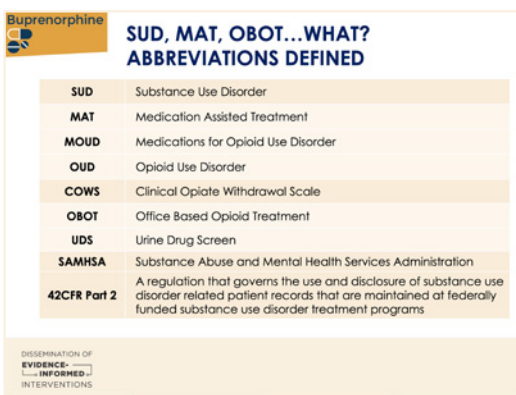 Buprenorphine
SUD, MAT, OBOT...WHAT?
ABBREVIATIONS DEFINED
SUD Substance Use Disorder
MAT Medication Assisted Treatment
MOUD Medications for Opioid Use Disorder
OUD Opioid Use Disorder
COWS Clinical Opiate Withdrawal Scale
OBOT Office Based Opioid Treatment
UDS Urine Drug Screen
SAMHSA Substance Abuse and Mental Health Services Administration
42CFR Part 2 A regulation that governs the use and disclosure of substance use
disorder related patient records that are maintained at federally
funded substance use disorder treatment programs
DISSEMINATION OF
EVIDENCE-
INFORMED
INTERVENTIONS